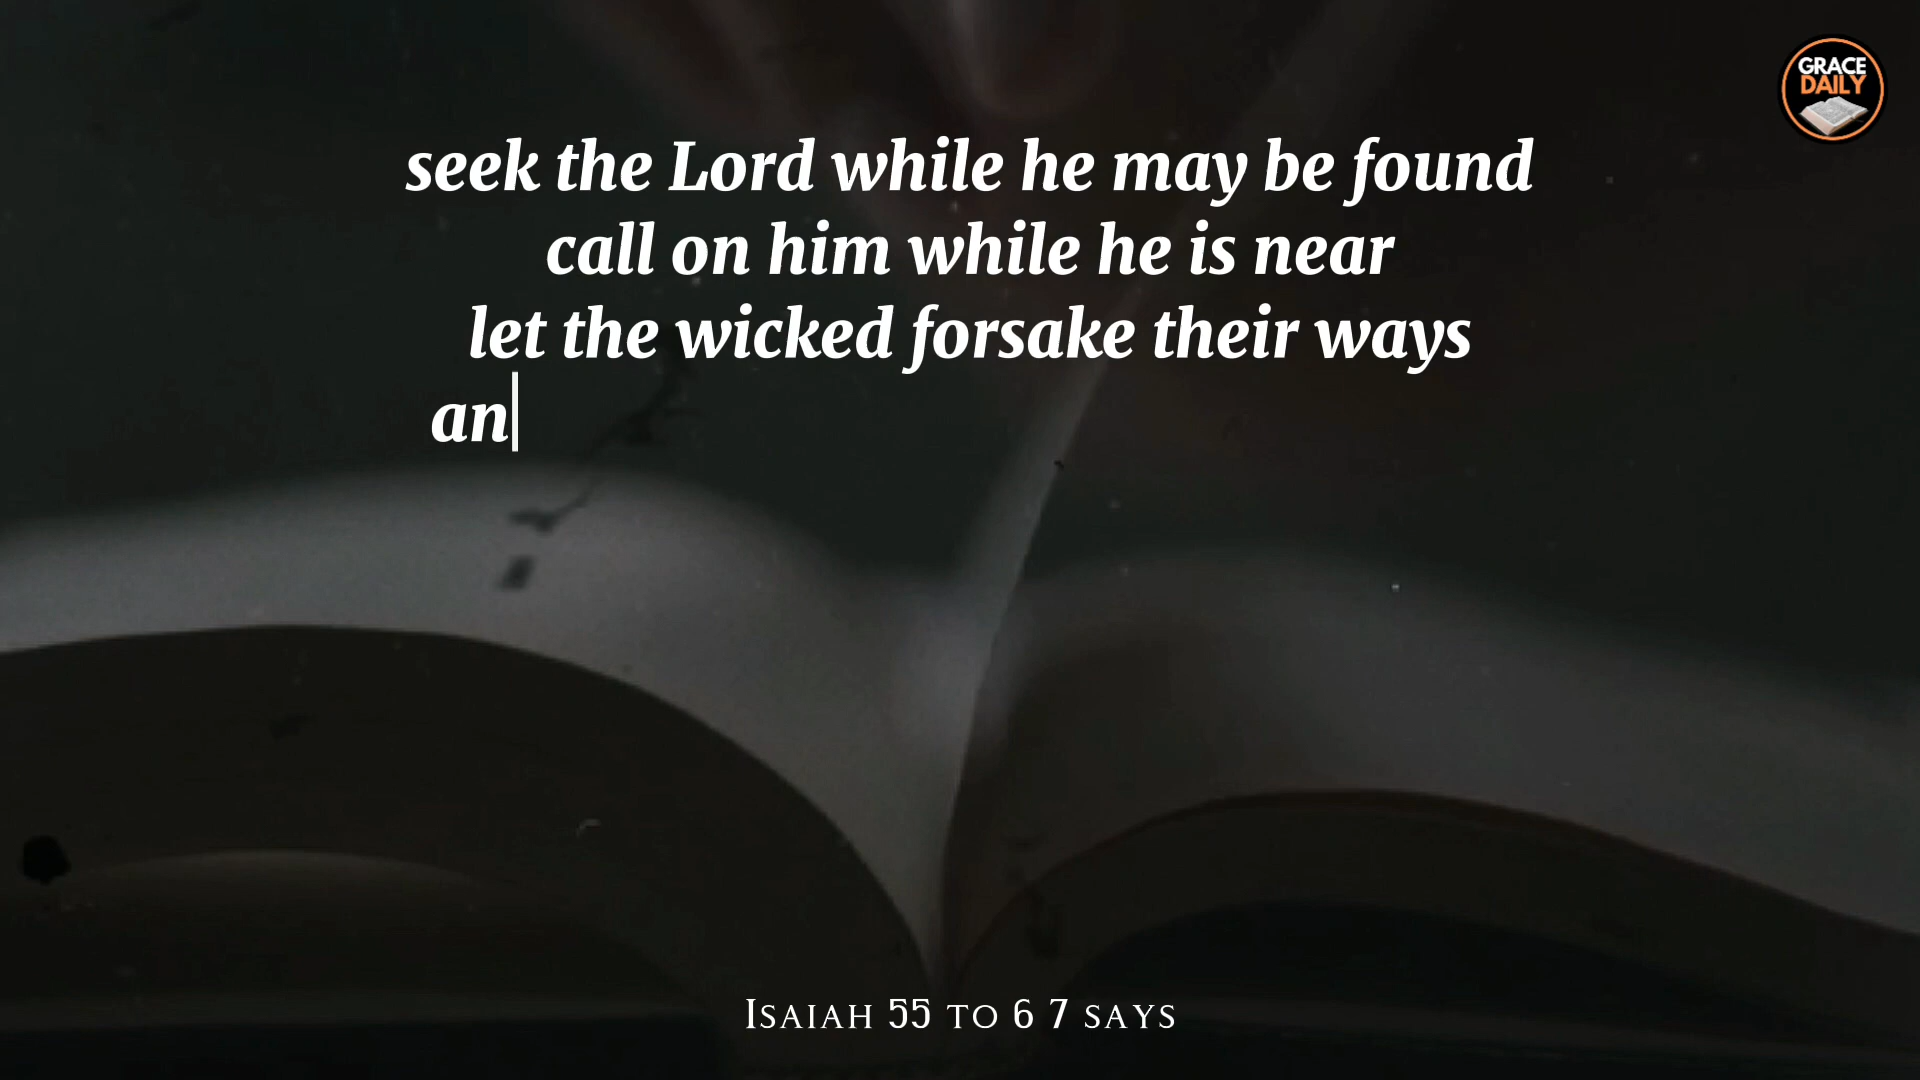 GRACE
DAILY
seek the Lord while he may be found
call on him while he is near
let the wicked forsake their ways
an
Isaiah 55 to 6 7 says